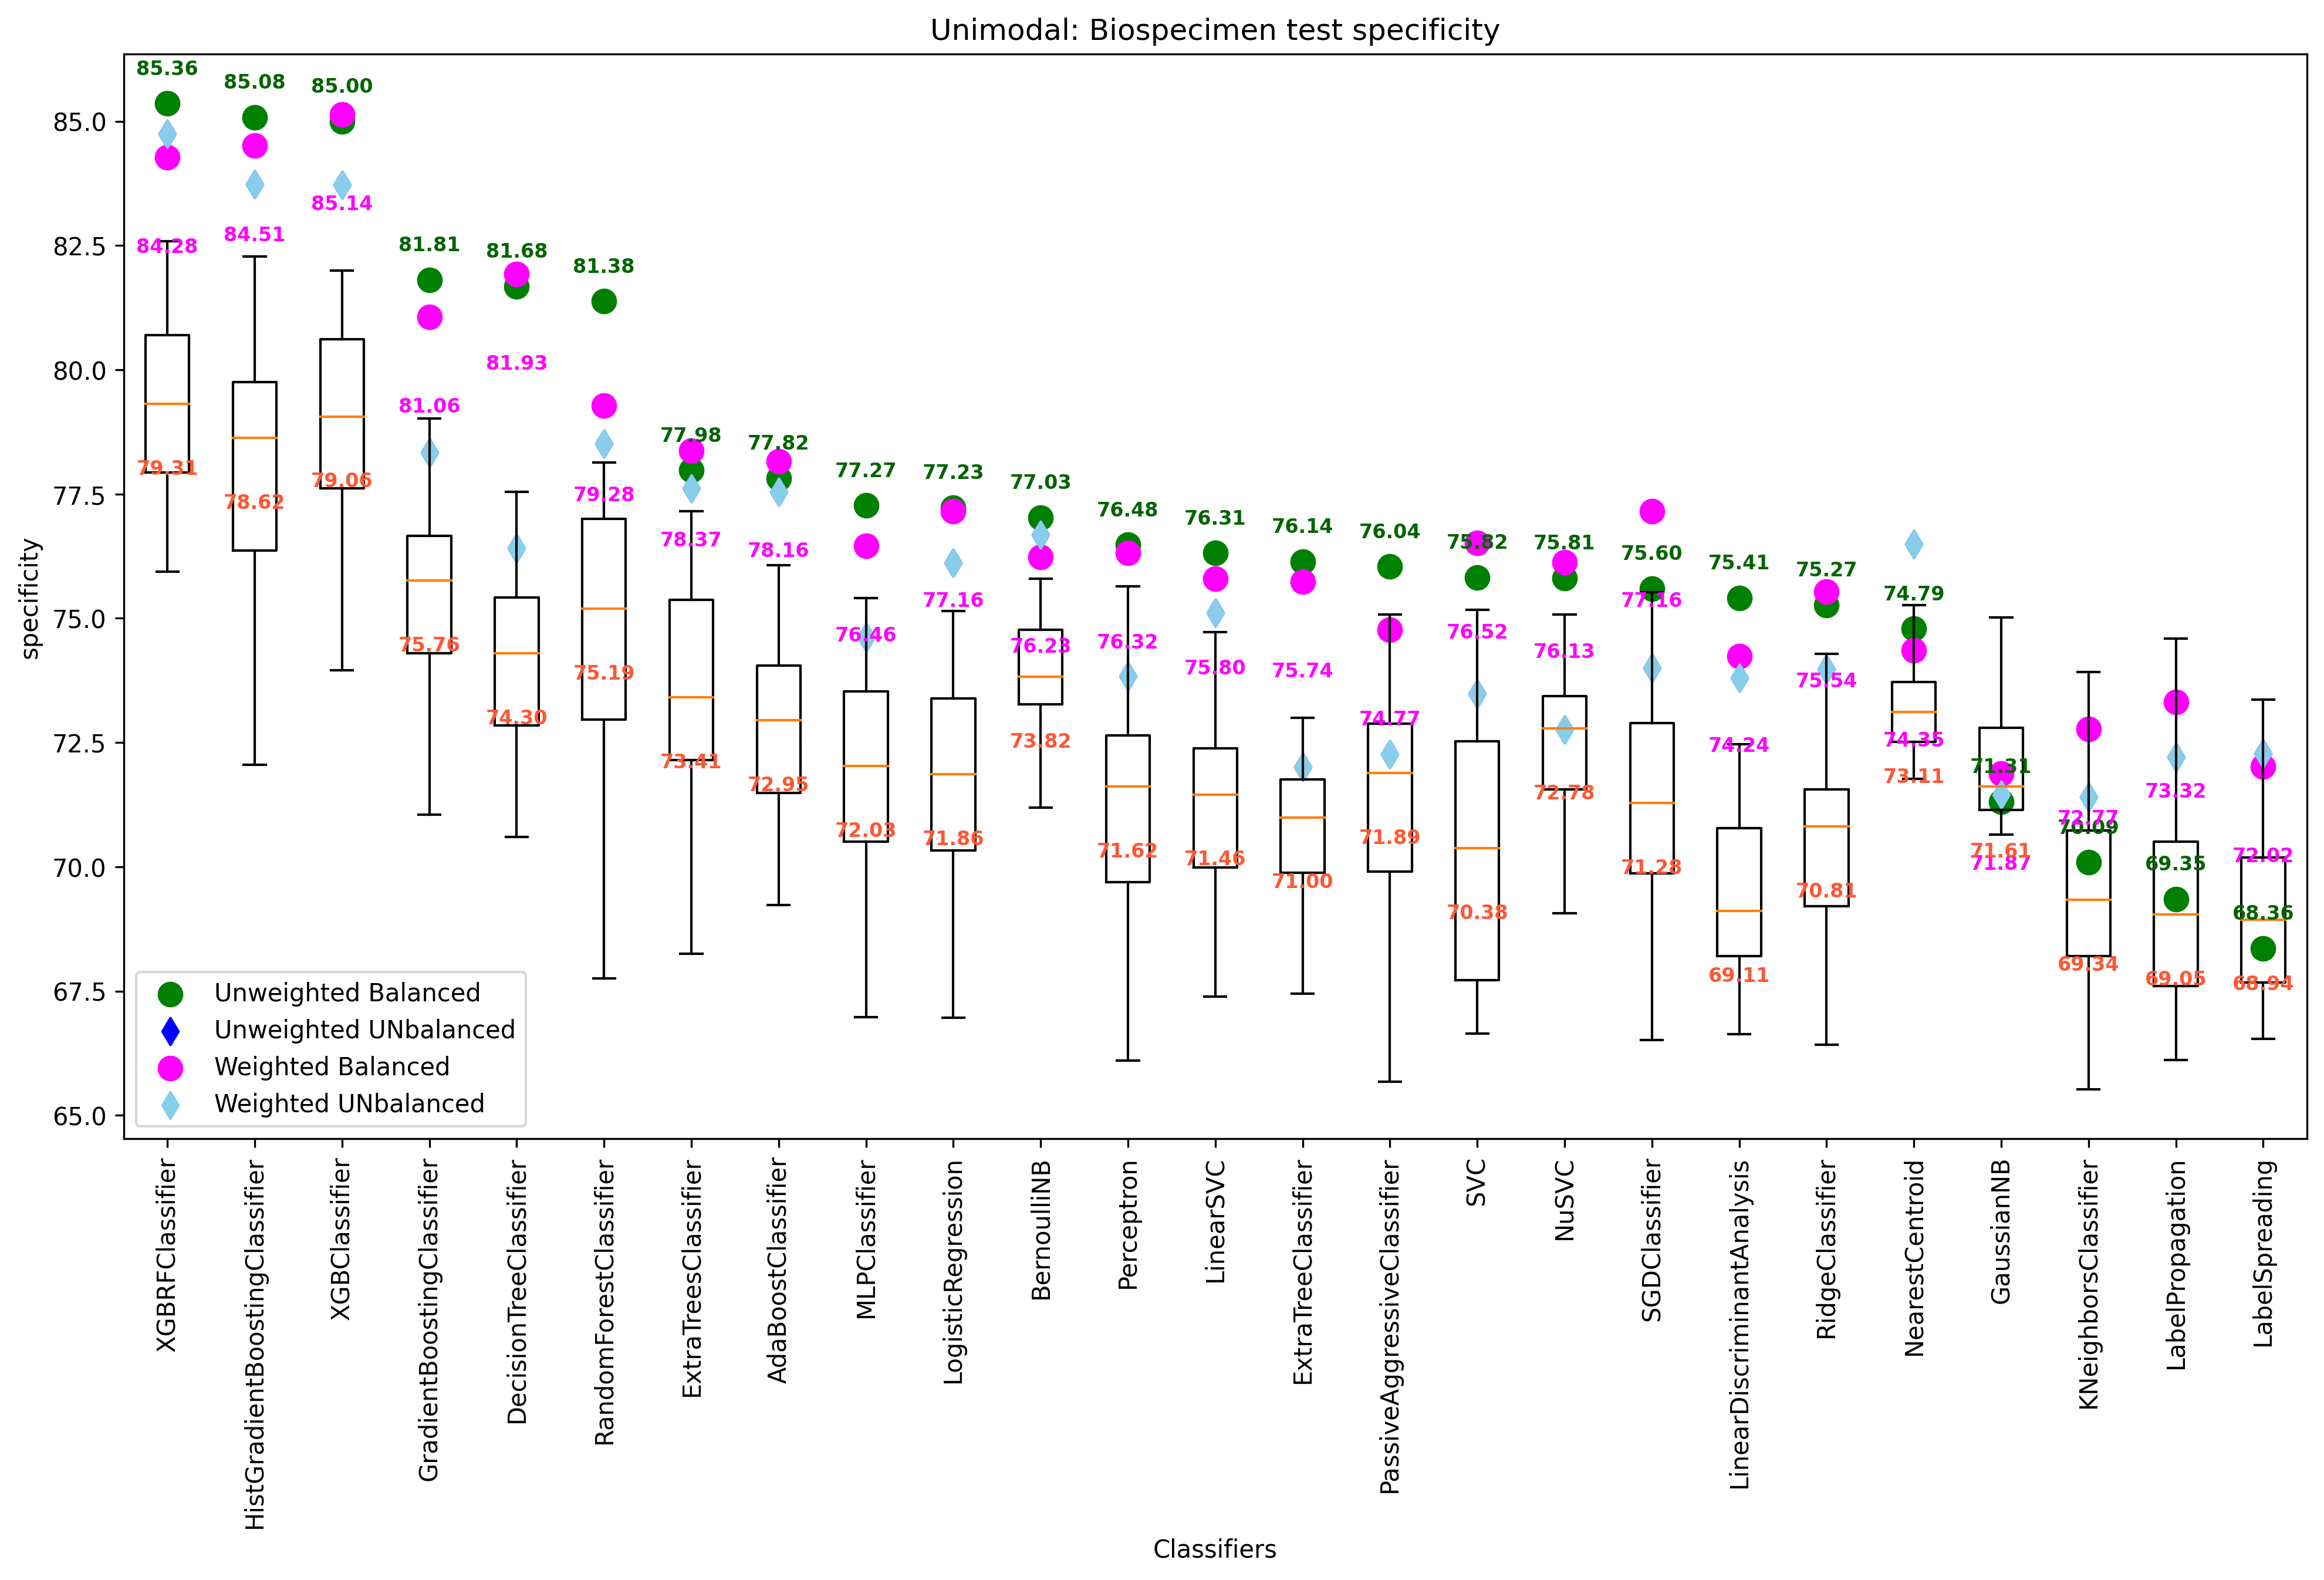 Unimodal: Biospecimen test specificity
specificity
85.0
82.5
80.0
77.5
75.0
72.5
70.0
67.5
65.0
85.36
84.28
79.31
85.08
84.51
78.62
85.00
85.14
79.06
81.81
81.06
75.76
81.68
81.93
74.30
81.38
79.28
75.19
77.98
78.37
73.41
77.82
78.16
72.95
77.27
76.46
72.03
77.23
77.16
71.86
77.03
76.23
73.82
76.48
76.32
71.62
76.31
75.80
71.46
76.14
75.74
71.00
76.04
74.77
71.89
75.82
76.52
70.38
75.81
76.13
72.78
75.60
77.16
71.28
75.41
74.24
69.11
75.27
75.54
70.81
74.79
74.35
73.11
71.31
71.61
71.87
72.77
70.09
69.34
73.32
69.35
69.05
72.02
68.36
68.94
Unweighted Balanced
Unweighted UNbalanced
Weighted Balanced
Weighted UNbalanced
XGBRFClassifier
HistGradientBoostingClassifier
XGBClassifier
GradientBoostingClassifier
DecisionTreeClassifier
RandomForestClassifier
ExtraTreesClassifier
AdaBoostClassifier
MLPClassifier
LogisticRegression
BernoulliNB
Perceptron
LinearSVC
ExtraTreeClassifier
PassiveAggressiveClassifier
SVC
NuSVC
SGDClassifier
LinearDiscriminantAnalysis
RidgeClassifier
NearestCentroid
GaussianNB
KNeighborsClassifier
LabelPropagation
LabelSpreading
Classifiers